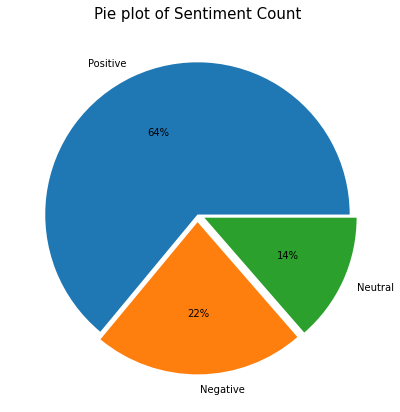 Pie plot of Sentiment Count
Positive
64%
14%
Neutral
22%
Negative